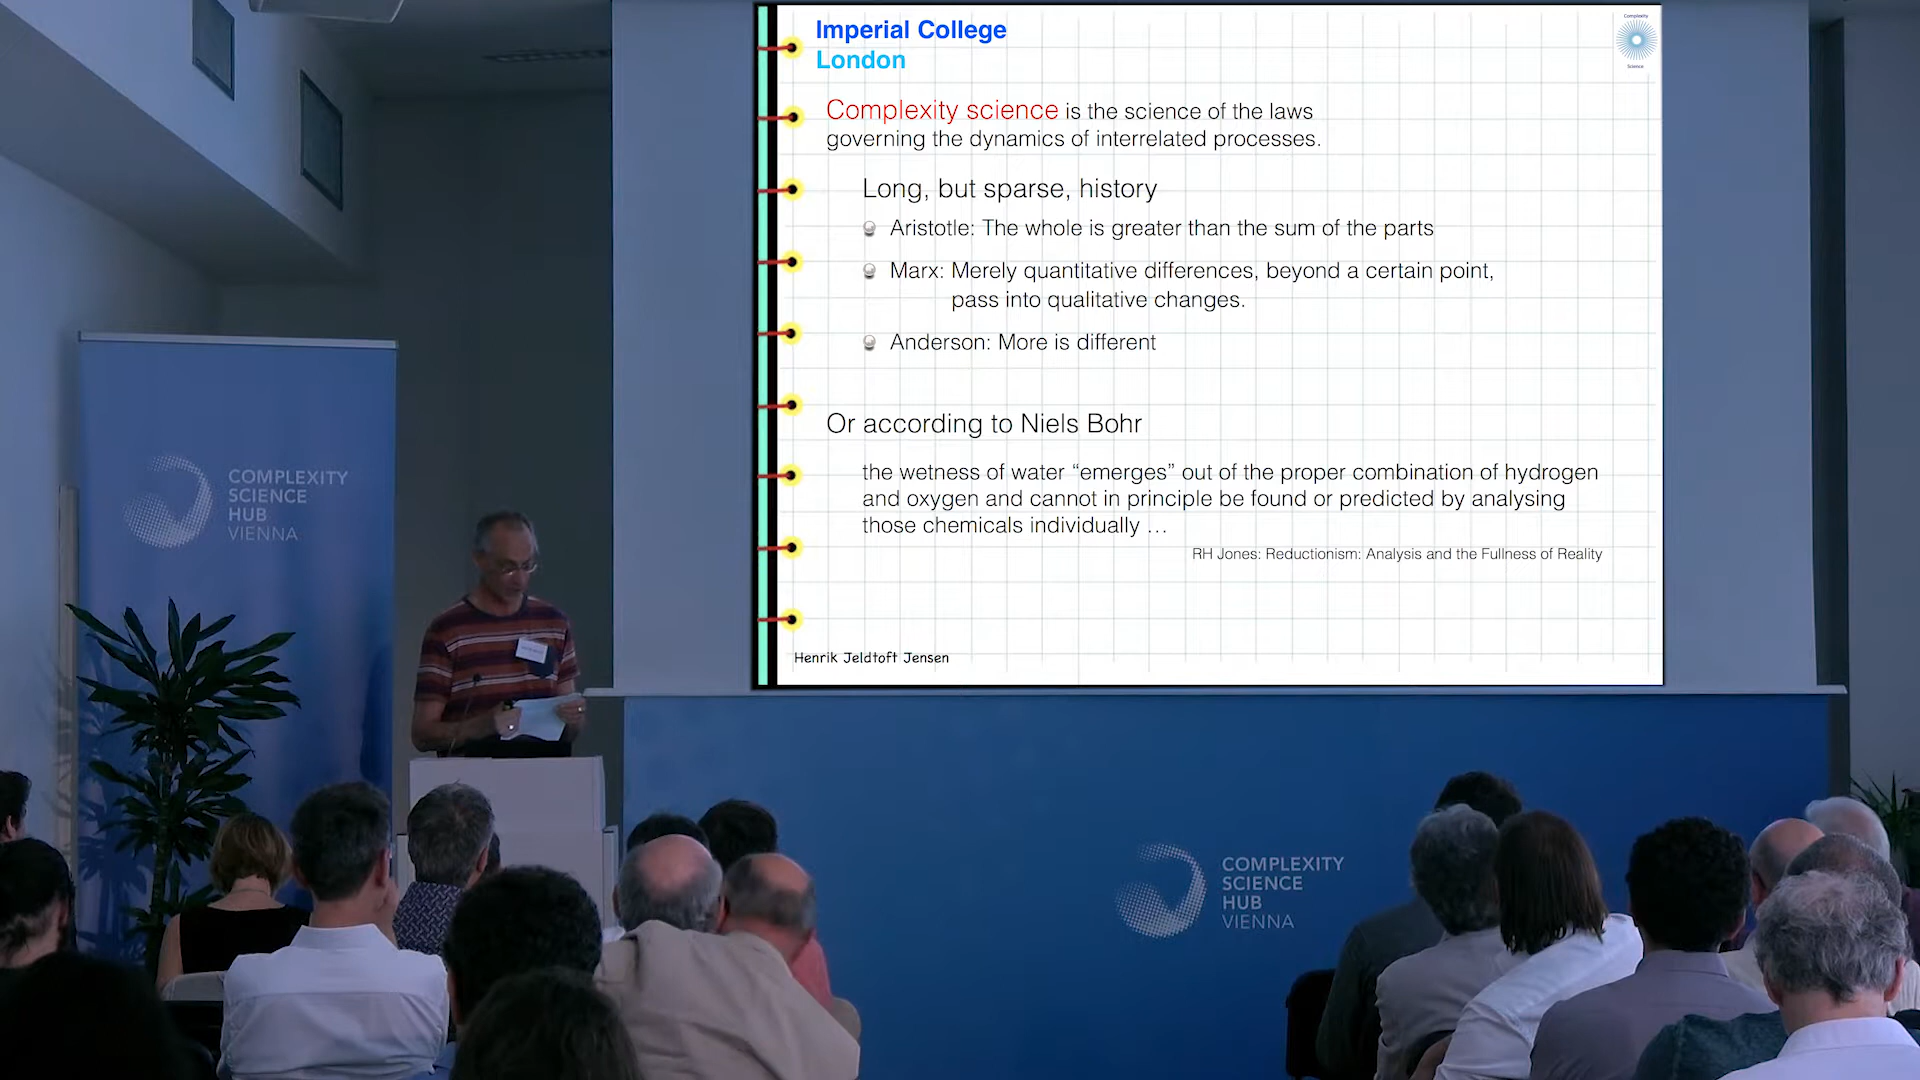 Imperial College
London
Complexity
Science
Complexity science is the science of the laws
governing the dynamics of interrelated processes.
Long, but sparse, history
Aristotle: The whole is greater than the sum of the parts
Marx: Merely quantitative differences, beyond a certain point,
pass into qualitative changes.
Anderson: More is different
Or according to Niels Bohr
the wetness of water “emerges” out of the proper combination of hydrogen
and oxygen and cannot in principle be found or predicted by analysing
those chemicals individually …
RH Jones: Reductionism: Analysis and the Fullness of Reality
Henrik Jeldtoft Jensen
COMPLEXITY
SCIENCE
HUB
VIENNA
COMPLEXITY
SCIENCE
HUB
VIENNA